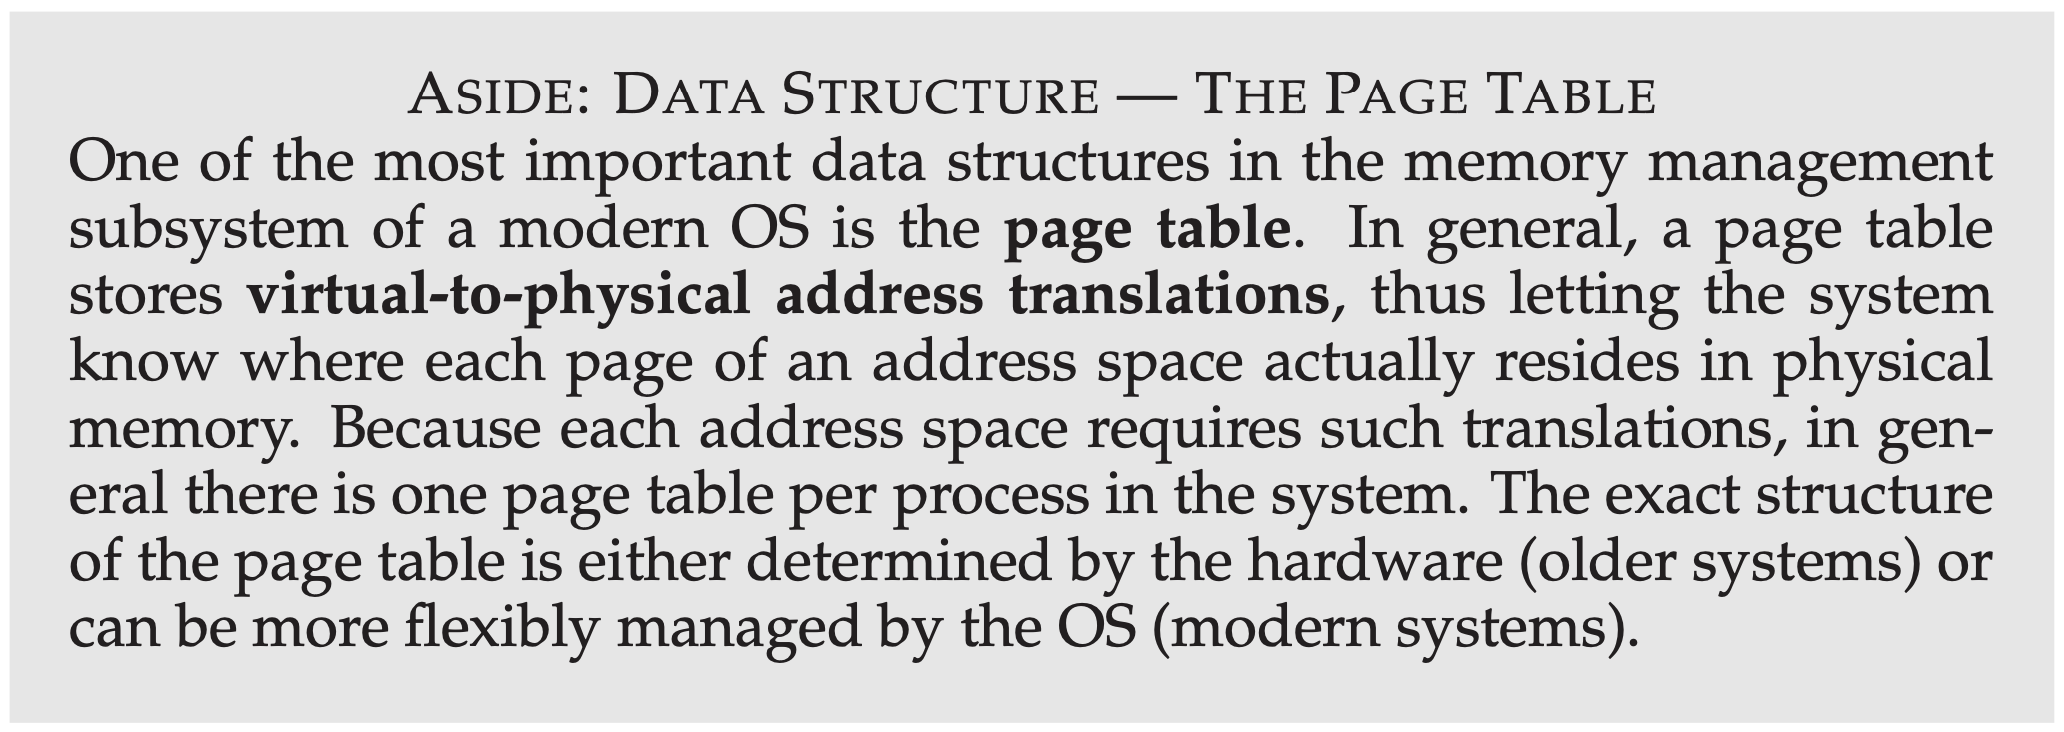 ASIDE: DATA STRUCTURE — THE PAGE TABLE
One of the most important data structures in the memory management
subsystem of a modern OS is the page table. In general, a page table
stores virtual-to-physical address translations, thus letting the system
know where each page of an address space actually resides in physical
memory. Because each address space requires such translations, in gen-
eral there is one page table per process in the system. The exact structure
of the page table is either determined by the hardware (older systems) or
can be more flexibly managed by the OS (modern systems).